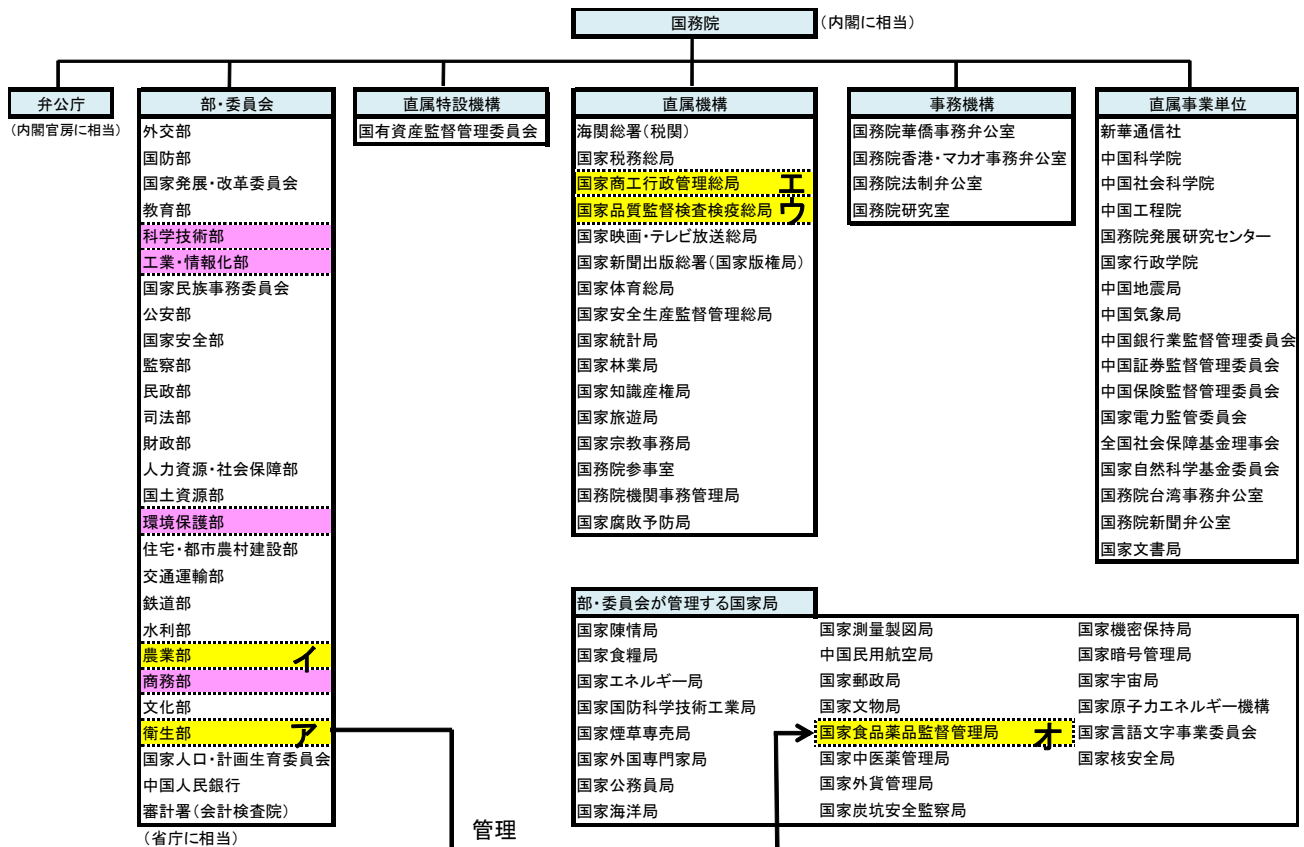 国務院
(内閣に相当)
弁公庁
(内閣官房に相当)
部・委員会
外交部
国防部
国家発展・改革委員会
教育部
科学技術部
工業・情報化部
国家民族事務委員会
公安部
国家安全部
監察部
民政部
司法部
財政部
人力資源・社会保障部
国土資源部
環境保護部
住宅・都市農村建設部
交通運輸部
鉄道部
水利部
農業部 イ
商務部
文化部
衛生部 ア
国家人口・計画生育委員会
中国人民銀行
審計署(会計検査院)
(省庁に相当)
管理
直属特設機構
国有資産監督管理委員会
直属機構
海関総署(税関)
国家税務総局
国家商工行政管理総局 エ
国家品質監督検査検疫総局 ウ
国家映画・テレビ放送総局
国家新聞出版総署(国家版権局)
国家体育総局
国家安全生産監督管理総局
国家統計局
国家林業局
国家知識産権局
国家旅遊局
国家宗教事務局
国務院参事室
国務院機関事務管理局
国家腐敗予防局
事務機構
国務院華僑事務弁公室
国務院香港・マカオ事務弁公室
国務院法制弁公室
国務院研究室
直属事業単位
新華通信社
中国科学院
中国社会科学院
中国工程院
国務院発展研究センター
国家行政学院
中国地震局
中国気象局
中国銀行業監督管理委員会
中国証券監督管理委員会
中国保険監督管理委員会
国家電力監管委員会
全国社会保障基金理事会
国家自然科学基金委員会
国務院台湾事務弁公室
国務院新聞弁公室
国家文書局
部・委員会が管理する国家局
国家陳情局
国家食糧局
国家エネルギー局
国家国防科学技術工業局
国家煙草専売局
国家外国専門家局
国家公務員局
国家海洋局
国家測量製図局
中国民用航空局
国家郵政局
国家文物局
国家食品薬品監督管理局 オ
国家中医薬管理局
国家外貨管理局
国家炭坑安全監察局
国家機密保持局
国家暗号管理局
国家宇宙局
国家原子力エネルギー機構
国家言語文字事業委員会
国家核安全局